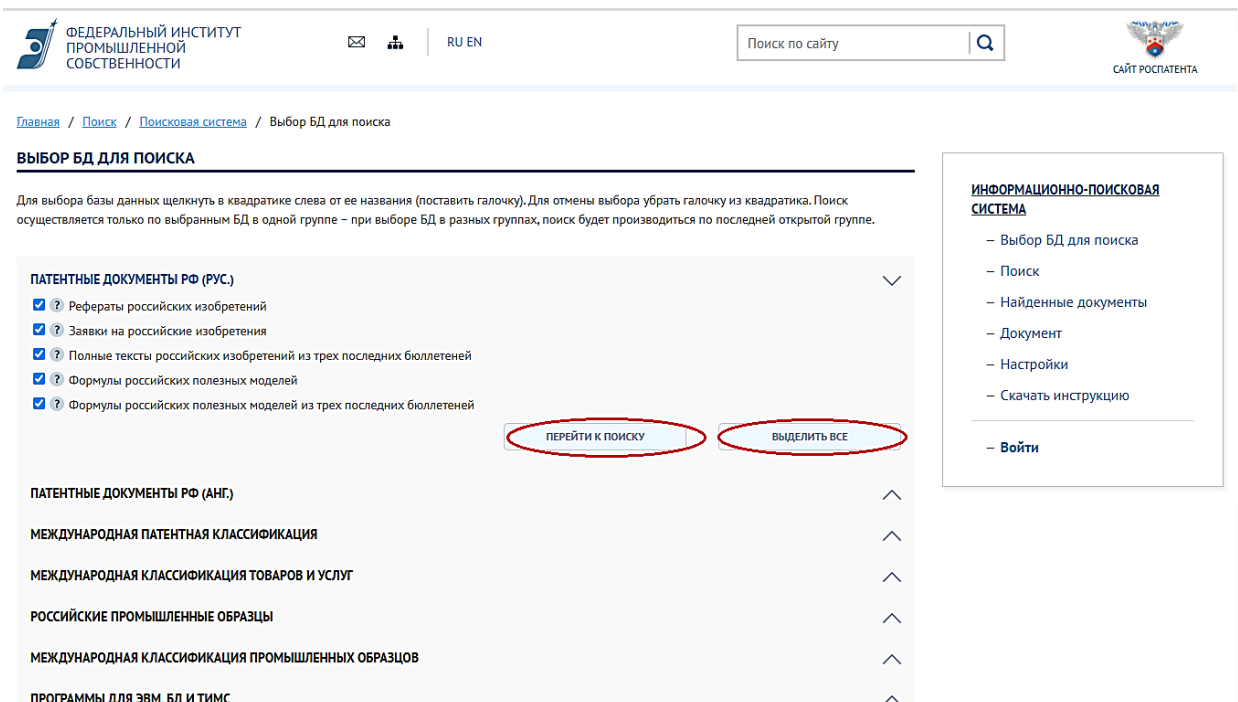 ФЕДЕРАЛЬНЫЙ ИНСТИТУТ
ПРОМЫШЛЕННОЙ
СОБСТВЕННОСТИ
RU EN
Поиск по сайту
САЙТ РОСПАТЕНТА
Главная / Поиск / Поисковая система / Выбор БД для поиска
ВЫБОР БД ДЛЯ ПОИСКА
Для выбора базы данных щелкнуть в квадратике слева от ее названия (поставить галочку). Для отмены выбора убрать галочку из квадратика. Поиск
осуществляется только по выбранным БД в одной группе – при выборе БД в разных группах, поиск будет производиться по последней открытой группе.
ПАТЕНТНЫЕ ДОКУМЕНТЫ РФ (РУС.)
? Рефераты российских изобретений
? Заявки на российские изобретения
? Полные тексты российских изобретений из трех последних бюллетеней
? Формулы российских полезных моделей
? Формулы российских полезных моделей из трех последних бюллетеней
ПЕРЕЙТИ К ПОИСКУ
ВЫДЕЛИТЬ ВСЕ
ПАТЕНТНЫЕ ДОКУМЕНТЫ РФ (АНГ.)
МЕЖДУНАРОДНАЯ ПАТЕНТНАЯ КЛАССИФИКАЦИЯ
МЕЖДУНАРОДНАЯ КЛАССИФИКАЦИЯ ТОВАРОВ И УСЛУГ
РОССИЙСКИЕ ПРОМЫШЛЕННЫЕ ОБРАЗЦЫ
МЕЖДУНАРОДНАЯ КЛАССИФИКАЦИЯ ПРОМЫШЛЕННЫХ ОБРАЗЦОВ
ПРОГРАММЫ ДЛЯ ЭВМ, БД И ТИМС
ИНФОРМАЦИОННО-ПОИСКОВАЯ
СИСТЕМА
– Выбор БД для поиска
– Поиск
– Найденные документы
– Документ
– Настройки
– Скачать инструкцию
– Войти